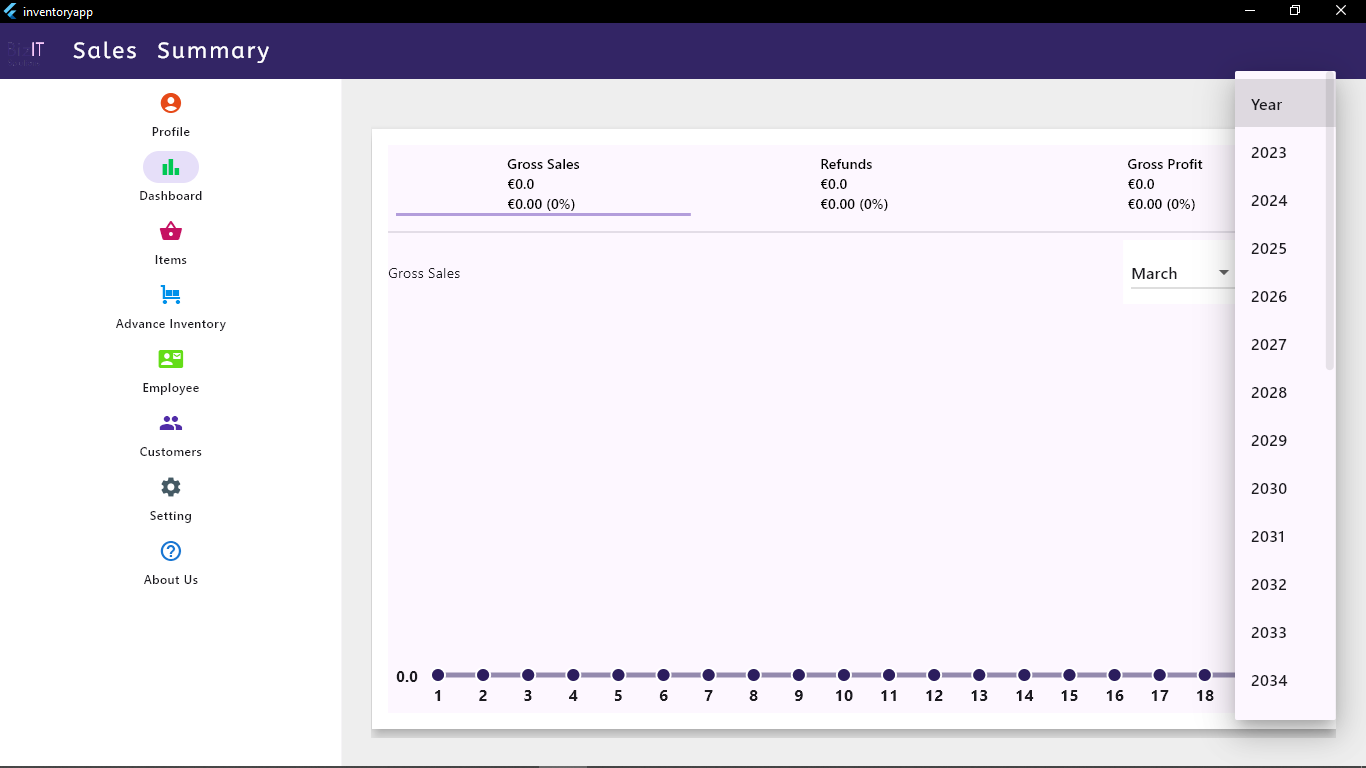 inventoryapp
IT
Sales Summary
Profile
Dashboard
Items
Advance Inventory
Employee
Customers
Setting
About Us
Gross Sales
€0.0
€0.00 (0%)
Refunds
€0.0
€0.00 (0%)
Gross Profit
€0.0
€0.00 (0%)
Gross Sales
March
Year
2023
2024
2025
2026
2027
2028
2029
2030
2031
2032
2033
2034
0.0
1 2 3 4 5 6 7 8 9 10 11 12 13 14 15 16 17 18